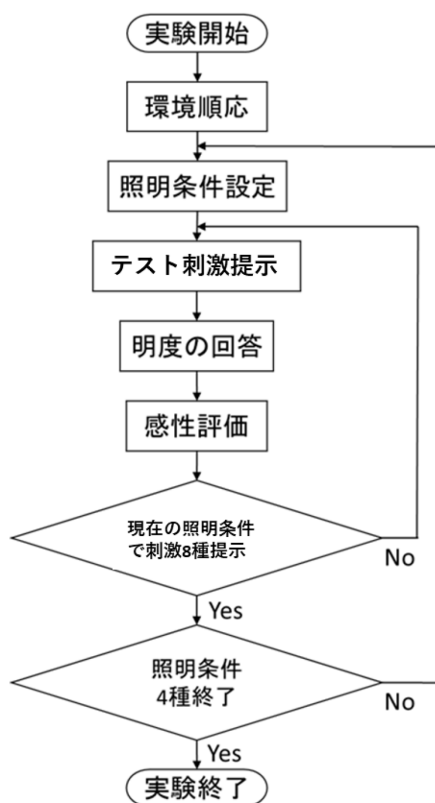 実験開始
環境順応
照明条件設定
テスト刺激提示
明度の回答
感性評価
現在の照明条件
で刺激8種提示
No
Yes
照明条件
4種終了
No
Yes
実験終了